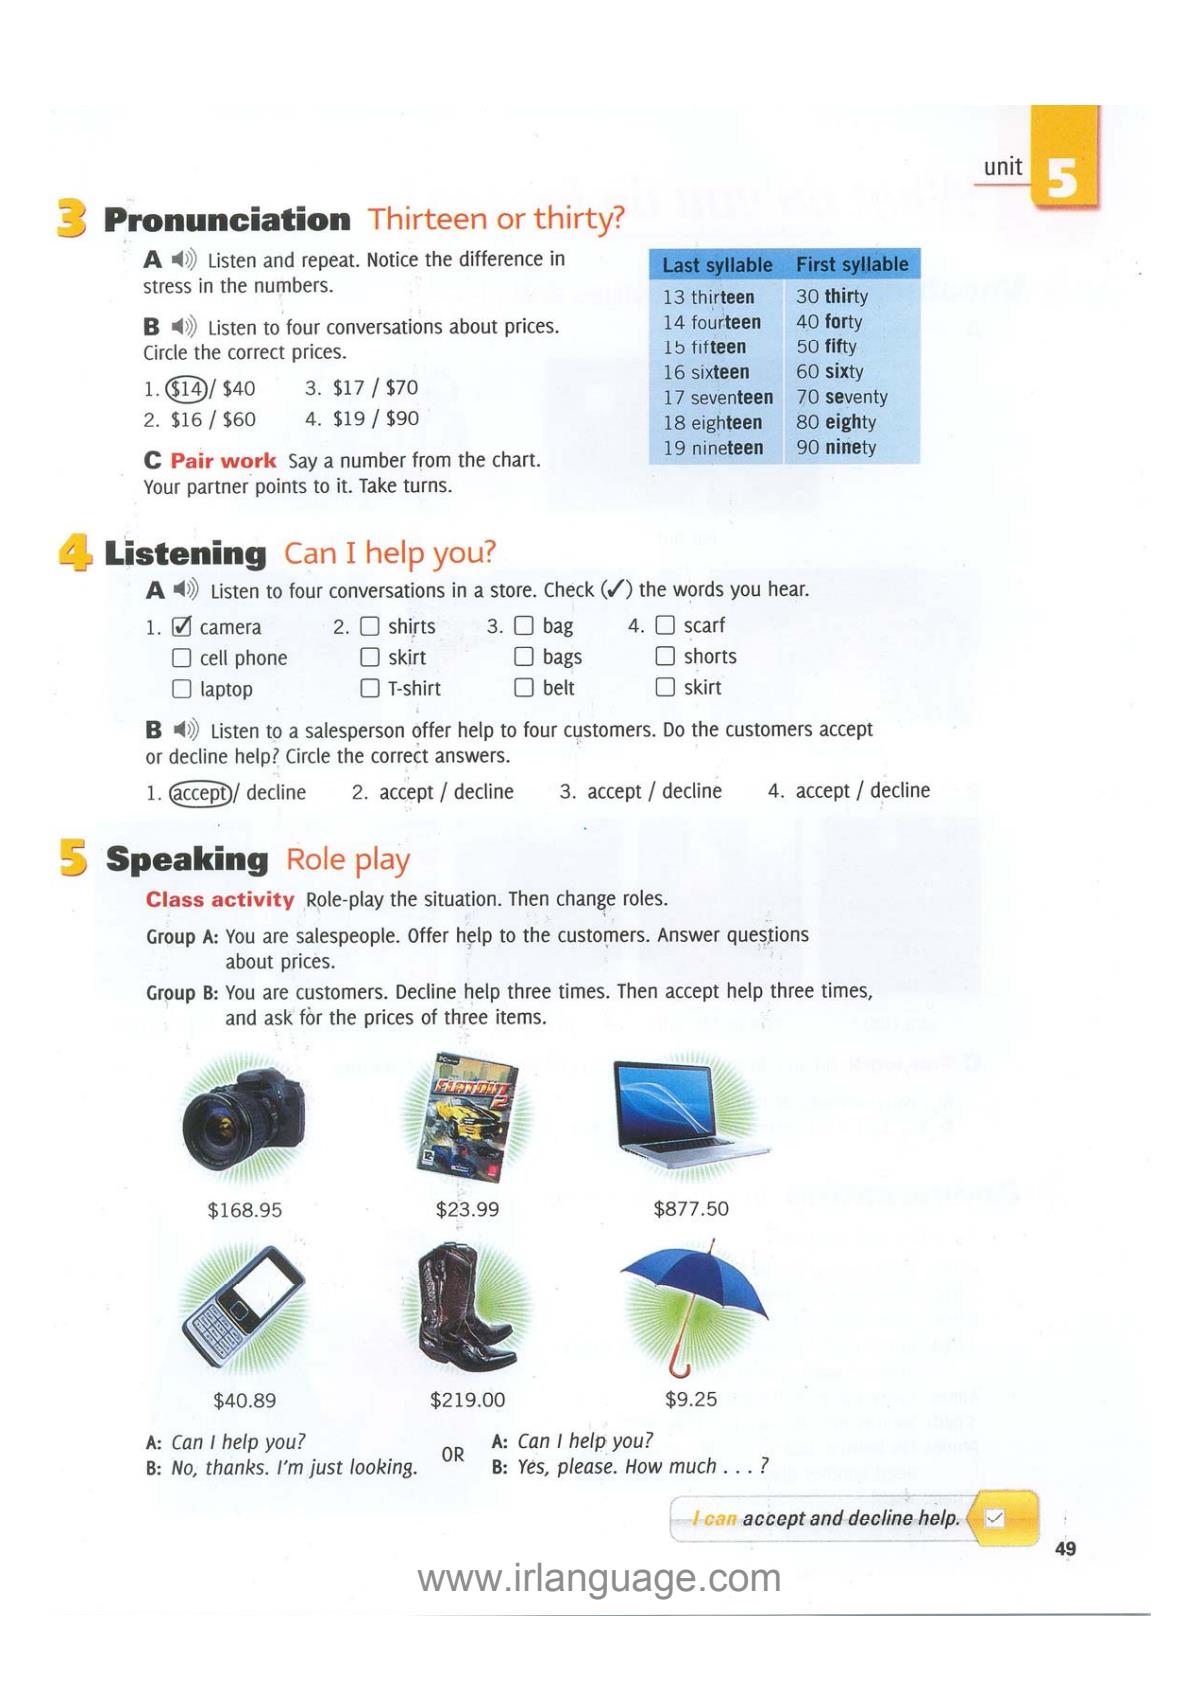 unit 5
3 Pronunciation Thirteen or thirty?
A Listen and repeat. Notice the difference in
stress in the numbers.
B Listen to four conversations about prices.
Circle the correct prices.
1. $14 / $40 3. $17 / $70
2. $16 / $60 4. $19 / $90
C Pair work Say a number from the chart.
Your partner points to it. Take turns.
Last syllable First syllable
13 thirteen 30 thirty
14 fourteen 40 forty
15 fifteen 50 fifty
16 sixteen 60 sixty
17 seventeen 70 seventy
18 eighteen 80 eighty
19 nineteen 90 ninety
4 Listening Can I help you?
A Listen to four conversations in a store. Check (✓) the words you hear.
1. ☑ camera 2. ☐ shirts 3. ☐ bag 4. ☐ scarf
☐ cell phone ☐ skirt ☐ bags ☐ shorts
☐ laptop ☐ T-shirt ☐ belt ☐ skirt
B Listen to a salesperson offer help to four customers. Do the customers accept
or decline help? Circle the correct answers.
1. accept / decline 2. accept / decline 3. accept / decline 4. accept / decline
5 Speaking Role play
Class activity Role-play the situation. Then change roles.
Group A: You are salespeople. Offer help to the customers. Answer questions
about prices.
Group B: You are customers. Decline help three times. Then accept help three times,
and ask for the prices of three items.
FLATOUT 2
$168.95 $23.99 $877.50
$40.89 $219.00 $9.25
A: Can I help you?
B: No, thanks. I'm just looking.
OR
A: Can I help you?
B: Yes, please. How much . . . ?
I can accept and decline help.
49
www.irlanguage.com